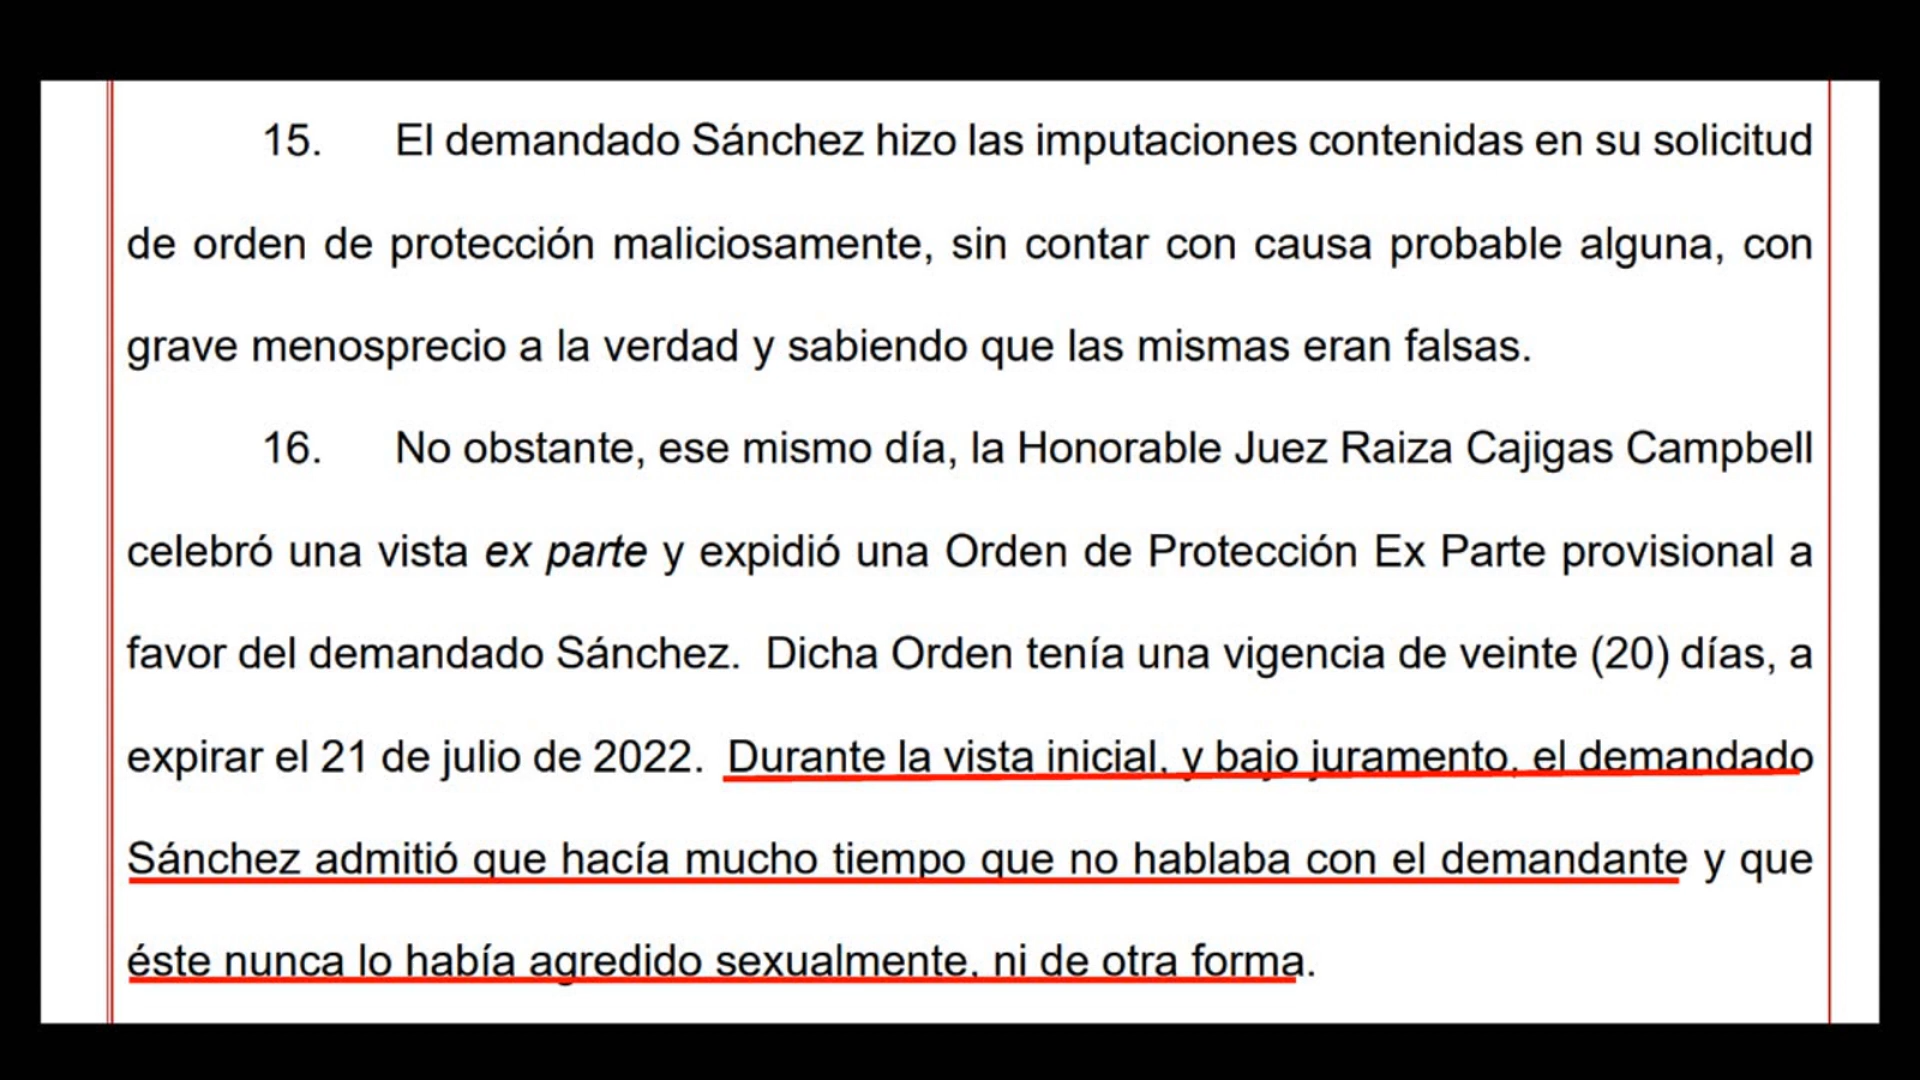 15. El demandado Sánchez hizo las imputaciones contenidas en su solicitud
de orden de protección maliciosamente, sin contar con causa probable alguna, con
grave menosprecio a la verdad y sabiendo que las mismas eran falsas.
16. No obstante, ese mismo día, la Honorable Juez Raiza Cajigas Campbell
celebró una vista ex parte y expidió una Orden de Protección Ex Parte provisional a
favor del demandado Sánchez. Dicha Orden tenía una vigencia de veinte (20) días, a
expirar el 21 de julio de 2022. Durante la vista inicial, y bajo juramento, el demandado
Sánchez admitió que hacía mucho tiempo que no hablaba con el demandante y que
éste nunca lo había agredido sexualmente, ni de otra forma.